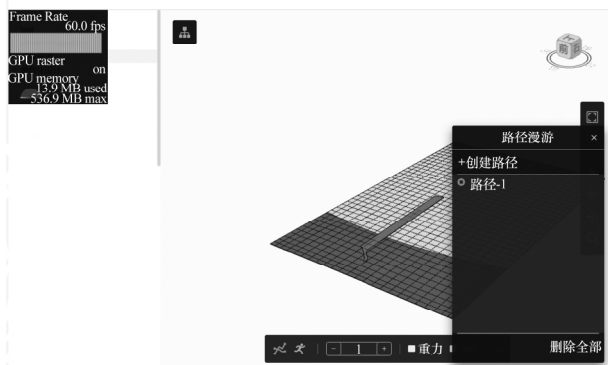 Frame Rate
60.0 fps
GPU raster
on
GPU memory
13.9 MB used
536.9 MB max
路径漫游 ×
+创建路径
路径-1
- 1 + 重力
删除全部